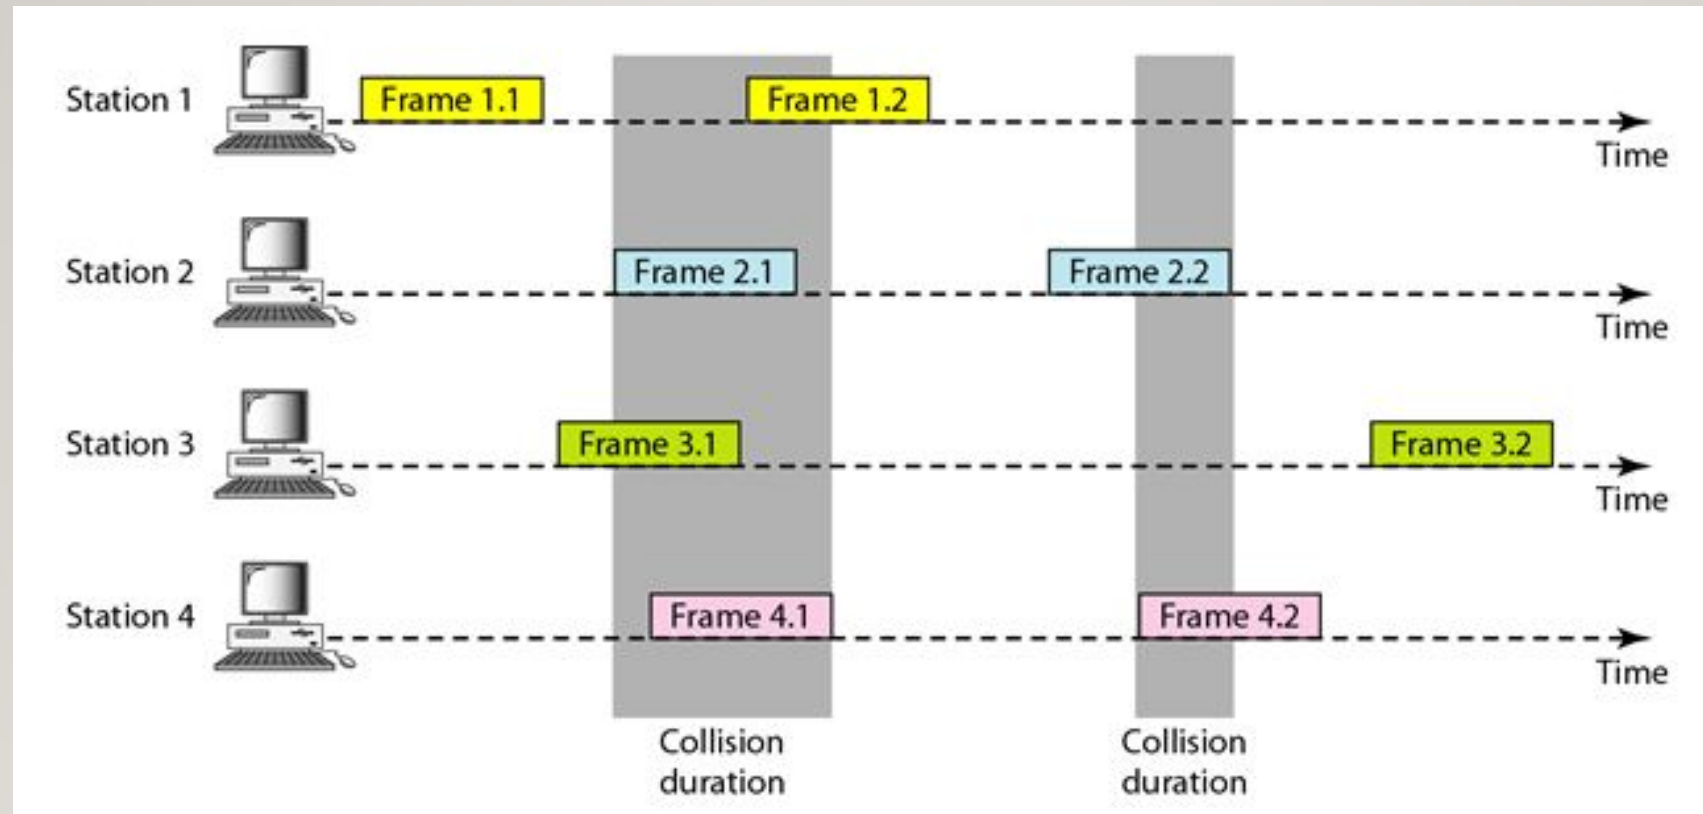 Station 1
Frame 1.1
Frame 1.2
Time
Station 2
Frame 2.1
Frame 2.2
Time
Station 3
Frame 3.1
Frame 3.2
Time
Station 4
Frame 4.1
Frame 4.2
Time
Collision
duration
Collision
duration